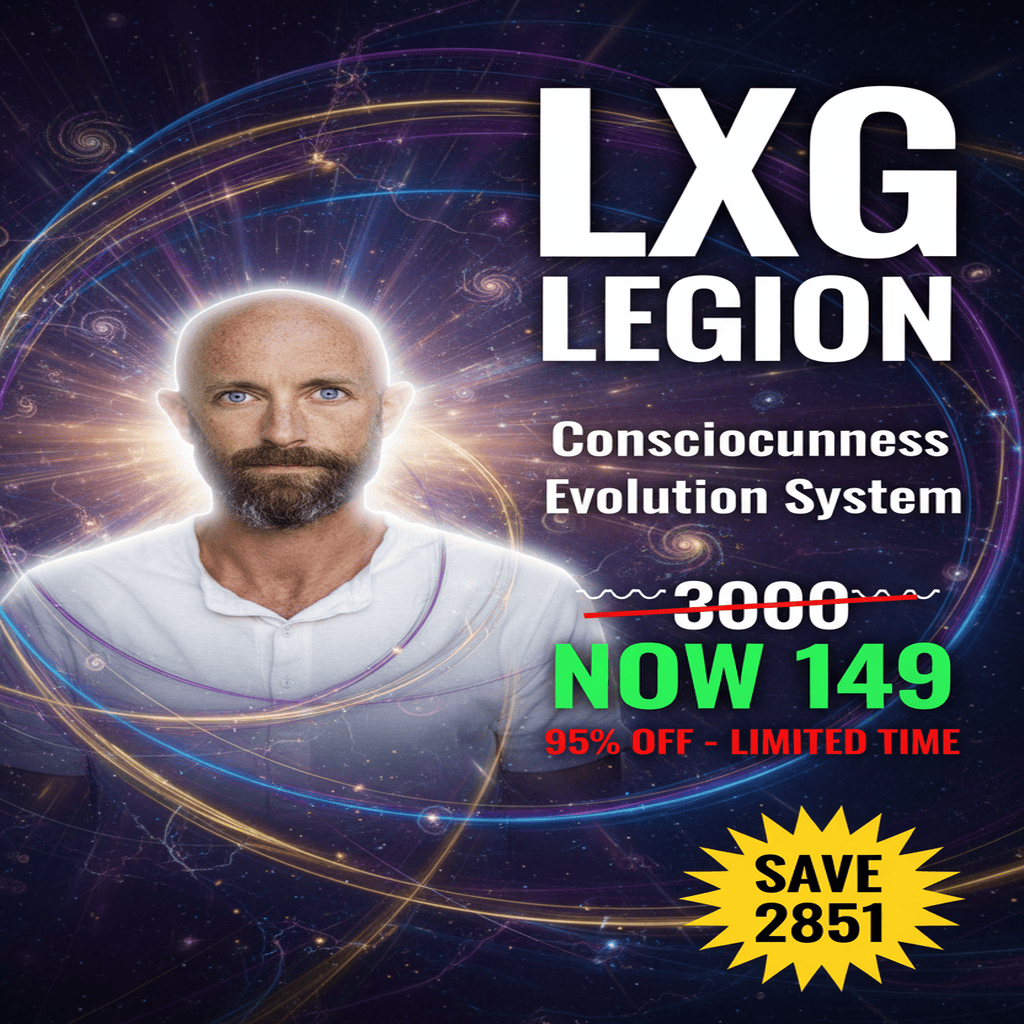 LXG
LEGION
Consciocunness
Evolution System
3000
NOW 149
95% OFF - LIMITED TIME
SAVE
2851